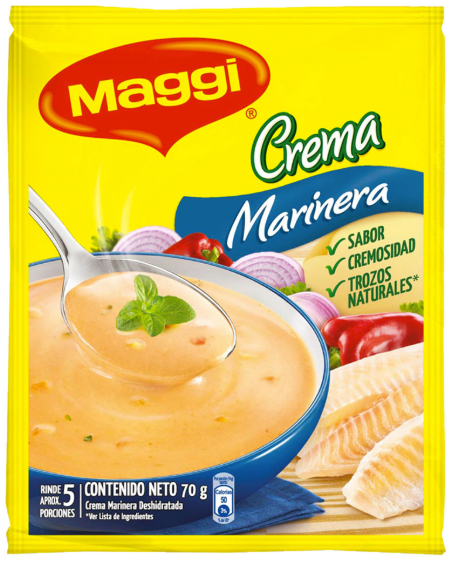 Maggi
®
Crema
Marinera
SABOR
CREMOSIDAD
TROZOS
NATURALES*
RINDE
APROX. 5
PORCIONES
CONTENIDO NETO 70 g
Crema Marinera Deshidratada
*Ver Lista de Ingredientes
Calorías
50
3%